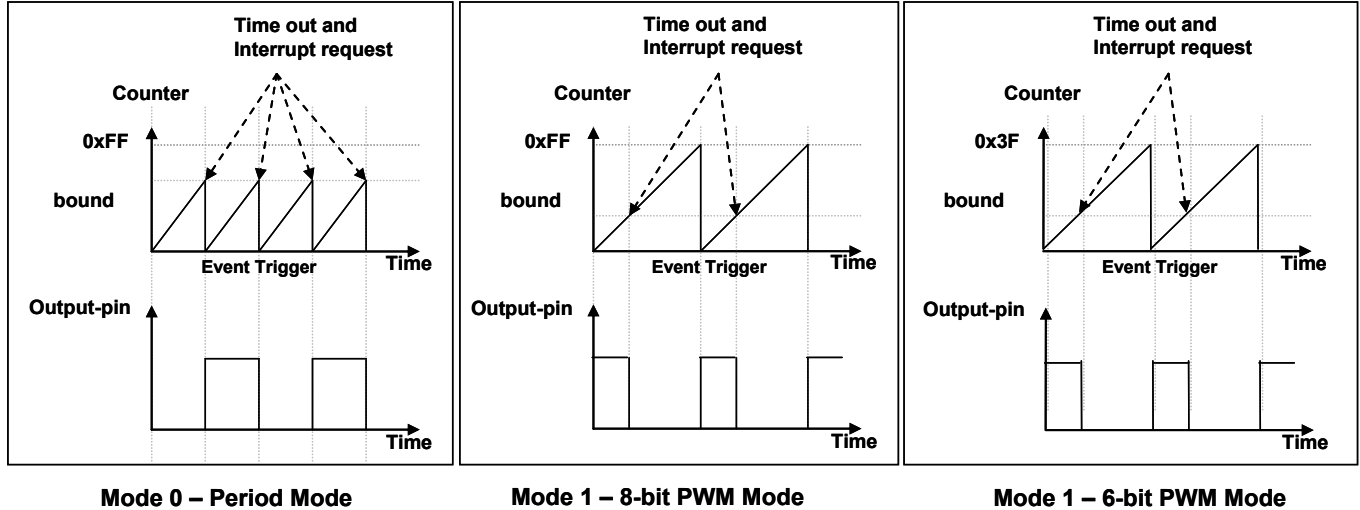 Time out and
Interrupt request
Counter
0xFF
bound
Event Trigger
Time
Output-pin
Time
Mode 0 – Period Mode
Time out and
Interrupt request
Counter
0xFF
bound
Event Trigger
Time
Output-pin
Time
Mode 1 – 8-bit PWM Mode
Time out and
Interrupt request
Counter
0x3F
bound
Event Trigger
Time
Output-pin
Time
Mode 1 – 6-bit PWM Mode